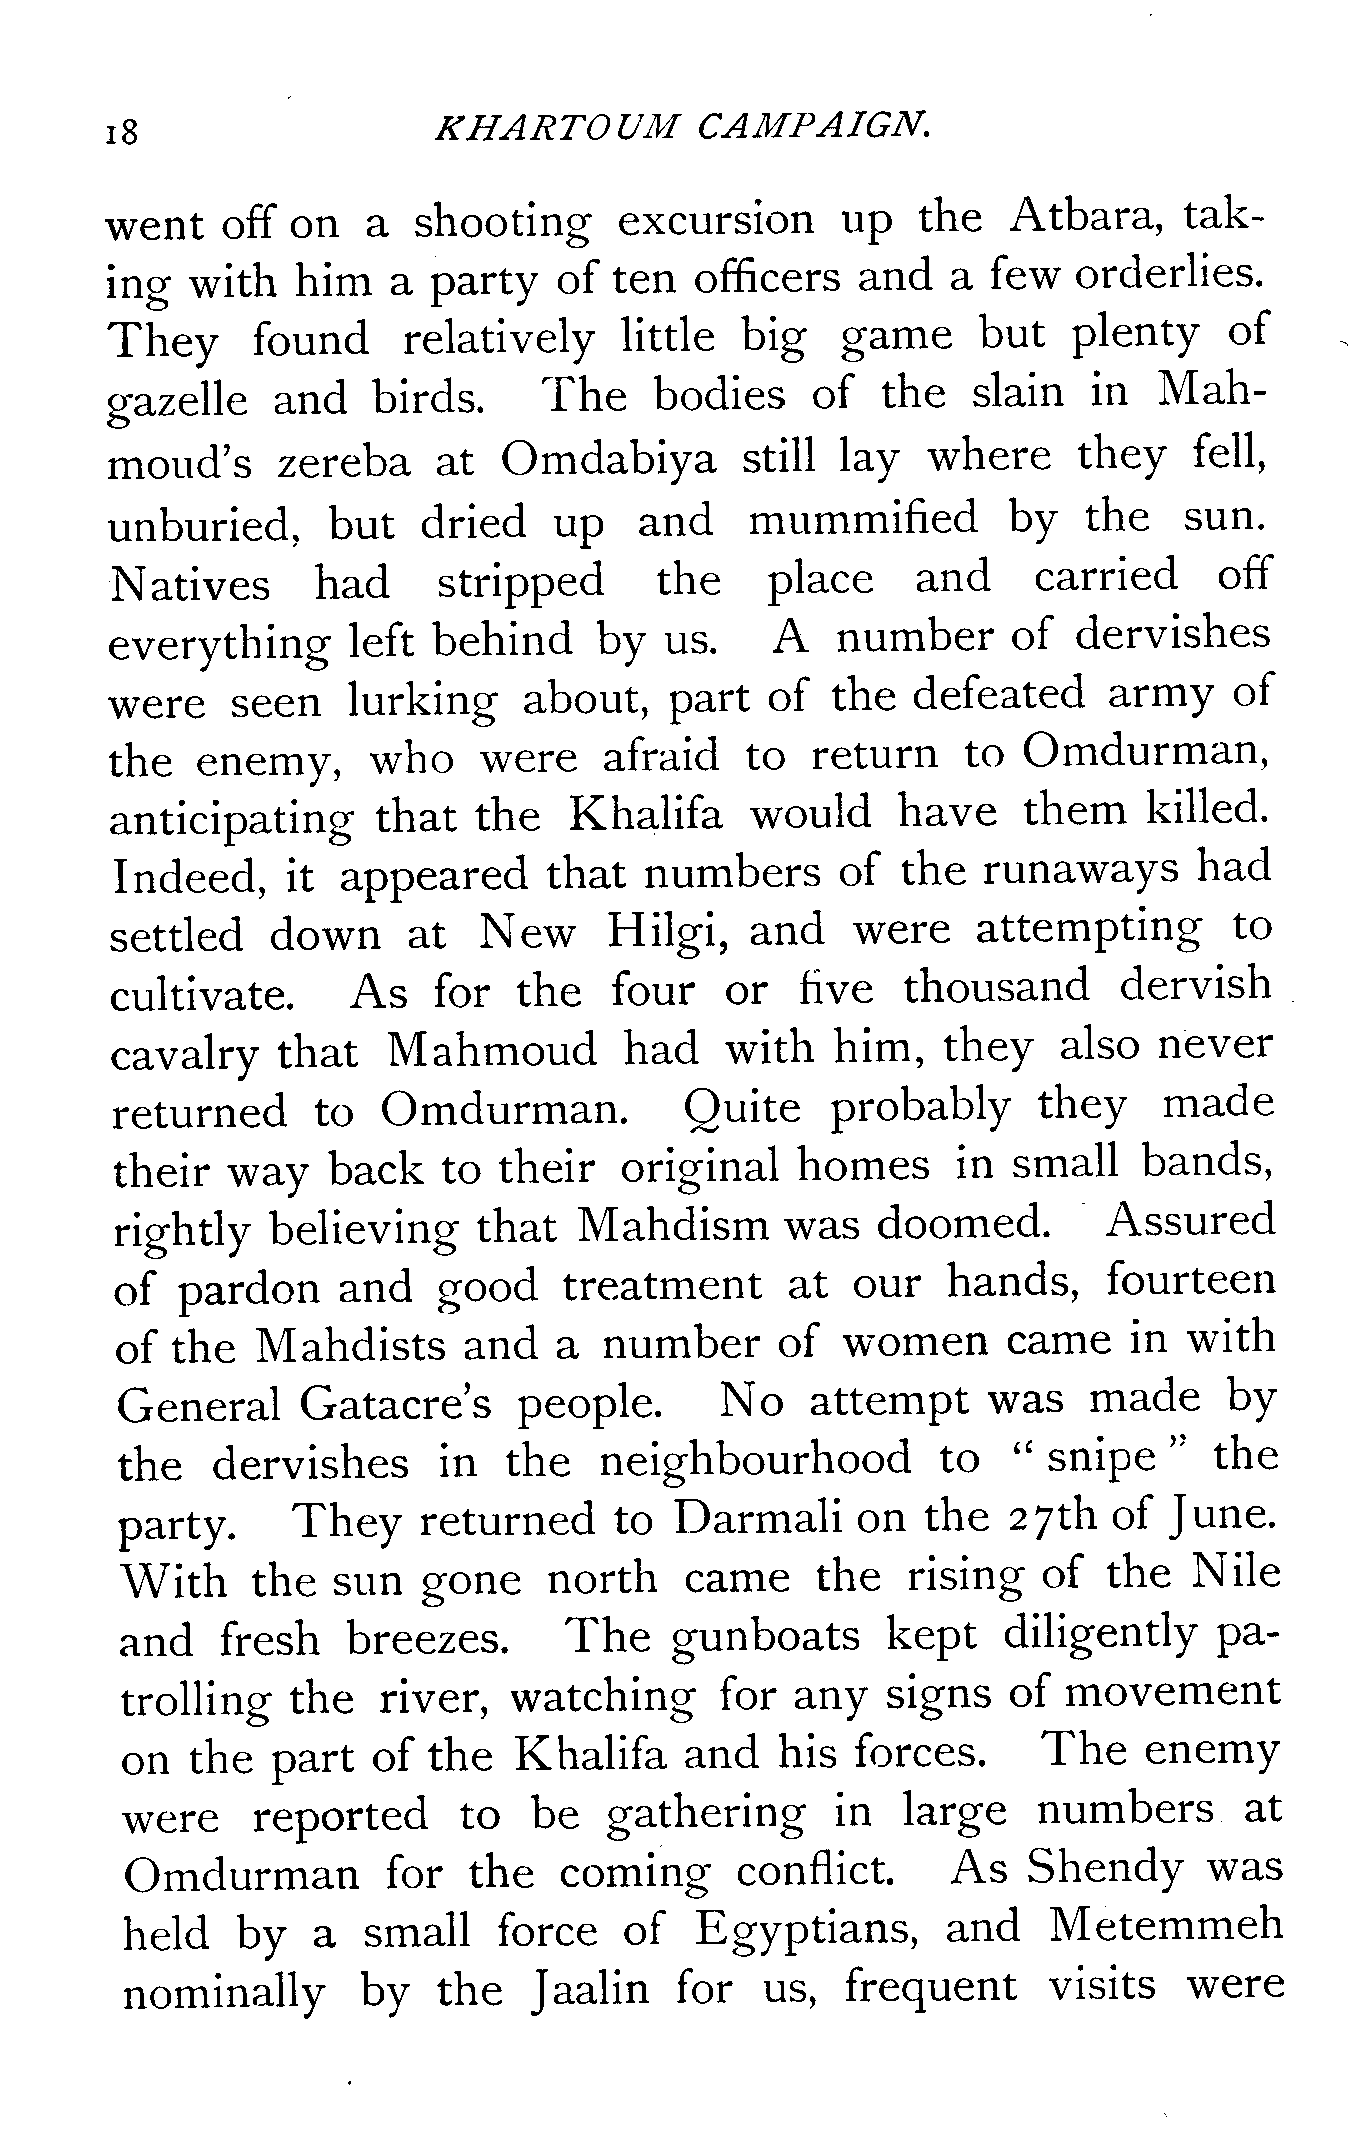 18 KHARTOUM CAMPAIGN.
went off on a shooting excursion up the Atbara, tak-
ing with him a party of ten officers and a few orderlies.
They found relatively little big game but plenty of
gazelle and birds. The bodies of the slain in Mah-
moud's zereba at Omdabiya still lay where they fell,
unburied, but dried up and mummified by the sun.
Natives had stripped the place and carried off
everything left behind by us. A number of dervishes
were seen lurking about, part of the defeated army of
the enemy, who were afraid to return to Omdurman,
anticipating that the Khalifa would have them killed.
Indeed, it appeared that numbers of the runaways had
settled down at New Hilgi, and were attempting to
cultivate. As for the four or five thousand dervish
cavalry that Mahmoud had with him, they also never
returned to Omdurman. Quite probably they made
their way back to their original homes in small bands,
rightly believing that Mahdism was doomed. Assured
of pardon and good treatment at our hands, fourteen
of the Mahdists and a number of women came in with
General Gatacre's people. No attempt was made by
the dervishes in the neighbourhood to "snipe" the
party. They returned to Darmali on the 27th of June.
With the sun gone north came the rising of the Nile
and fresh breezes. The gunboats kept diligently pa-
trolling the river, watching for any signs of movement
on the part of the Khalifa and his forces. The enemy
were reported to be gathering in large numbers at
Omdurman for the coming conflict. As Shendy was
held by a small force of Egyptians, and Metemmeh
nominally by the Jaalin for us, frequent visits were